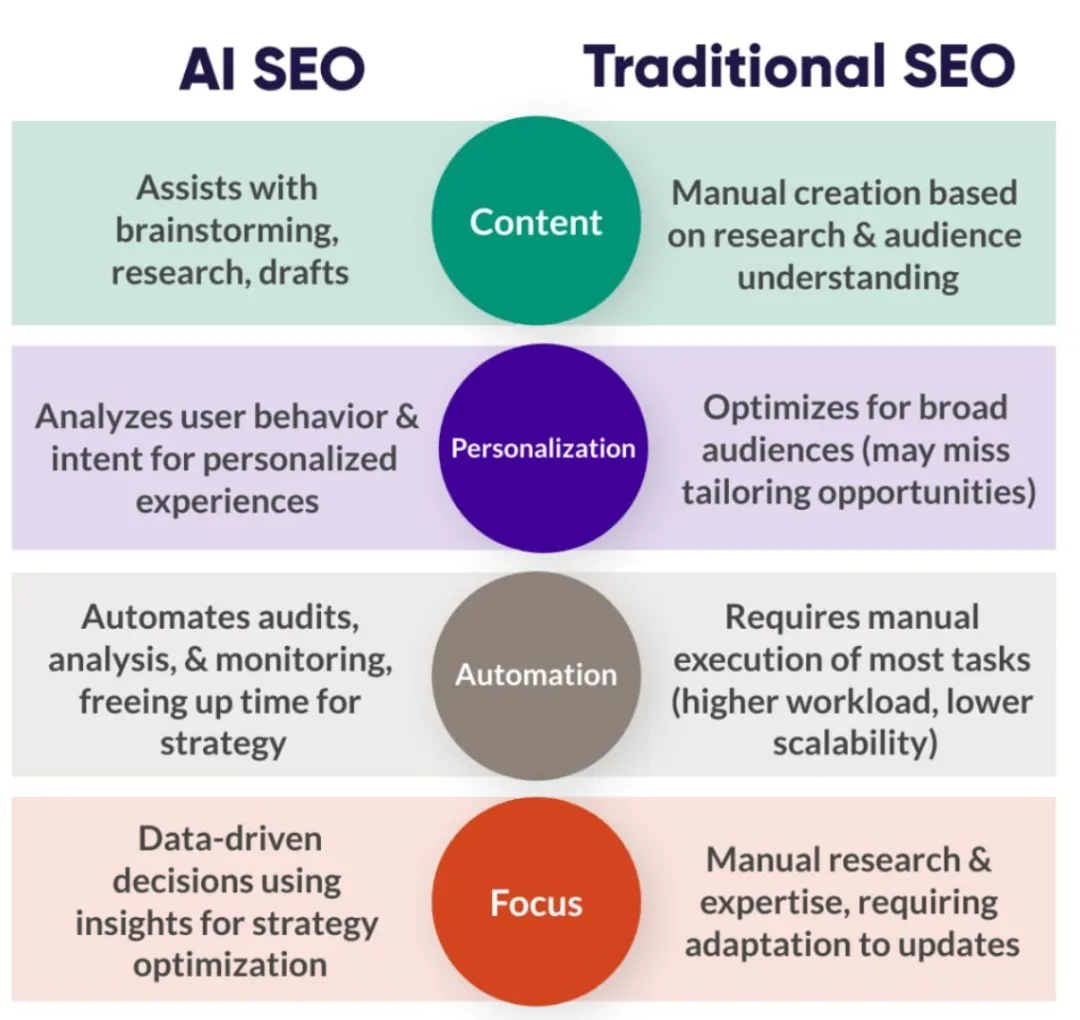 AI SEO
Traditional SEO
Assists with
brainstorming,
research, drafts
Content
Manual creation based
on research & audience
understanding
Analyzes user behavior &
intent for personalized
experiences
Personalization
Optimizes for broad
audiences (may miss
tailoring opportunities)
Automates audits,
analysis, & monitoring,
freeing up time for
strategy
Automation
Requires manual
execution of most tasks
(higher workload, lower
scalability)
Data-driven
decisions using
insights for strategy
optimization
Focus
Manual research &
expertise, requiring
adaptation to updates